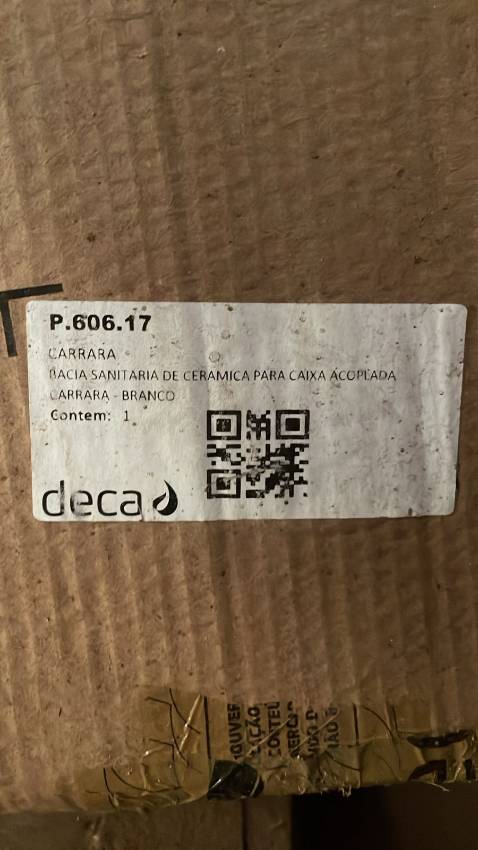 P.606.17
CARRARA
BACIA SANITARIA DE CERAMICA PARA CAIXA ACOPLADA
CARRARA - BRANCO
Contem: 1
deca